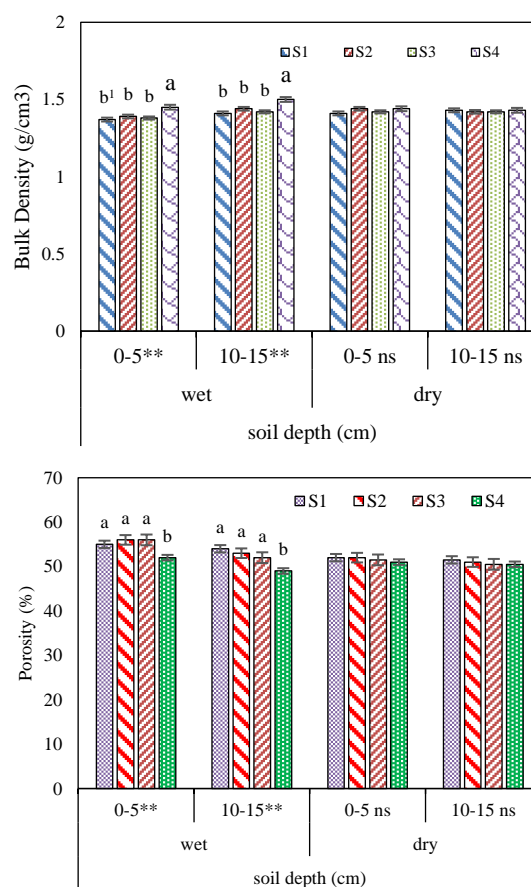 2
S1 S2 S3 S4
a
a
b¹ b b
b b b
1.5
1
0.5
0
Bulk Density (g/cm3)
0-5** 10-15** 0-5 ns 10-15 ns
wet dry
soil depth (cm)
70
S1 S2 S3 S4
60
a a a b
a a a b
50
40
30
20
10
0
Porosity (%)
0-5** 10-15** 0-5 ns 10-15 ns
wet dry
soil depth (cm)